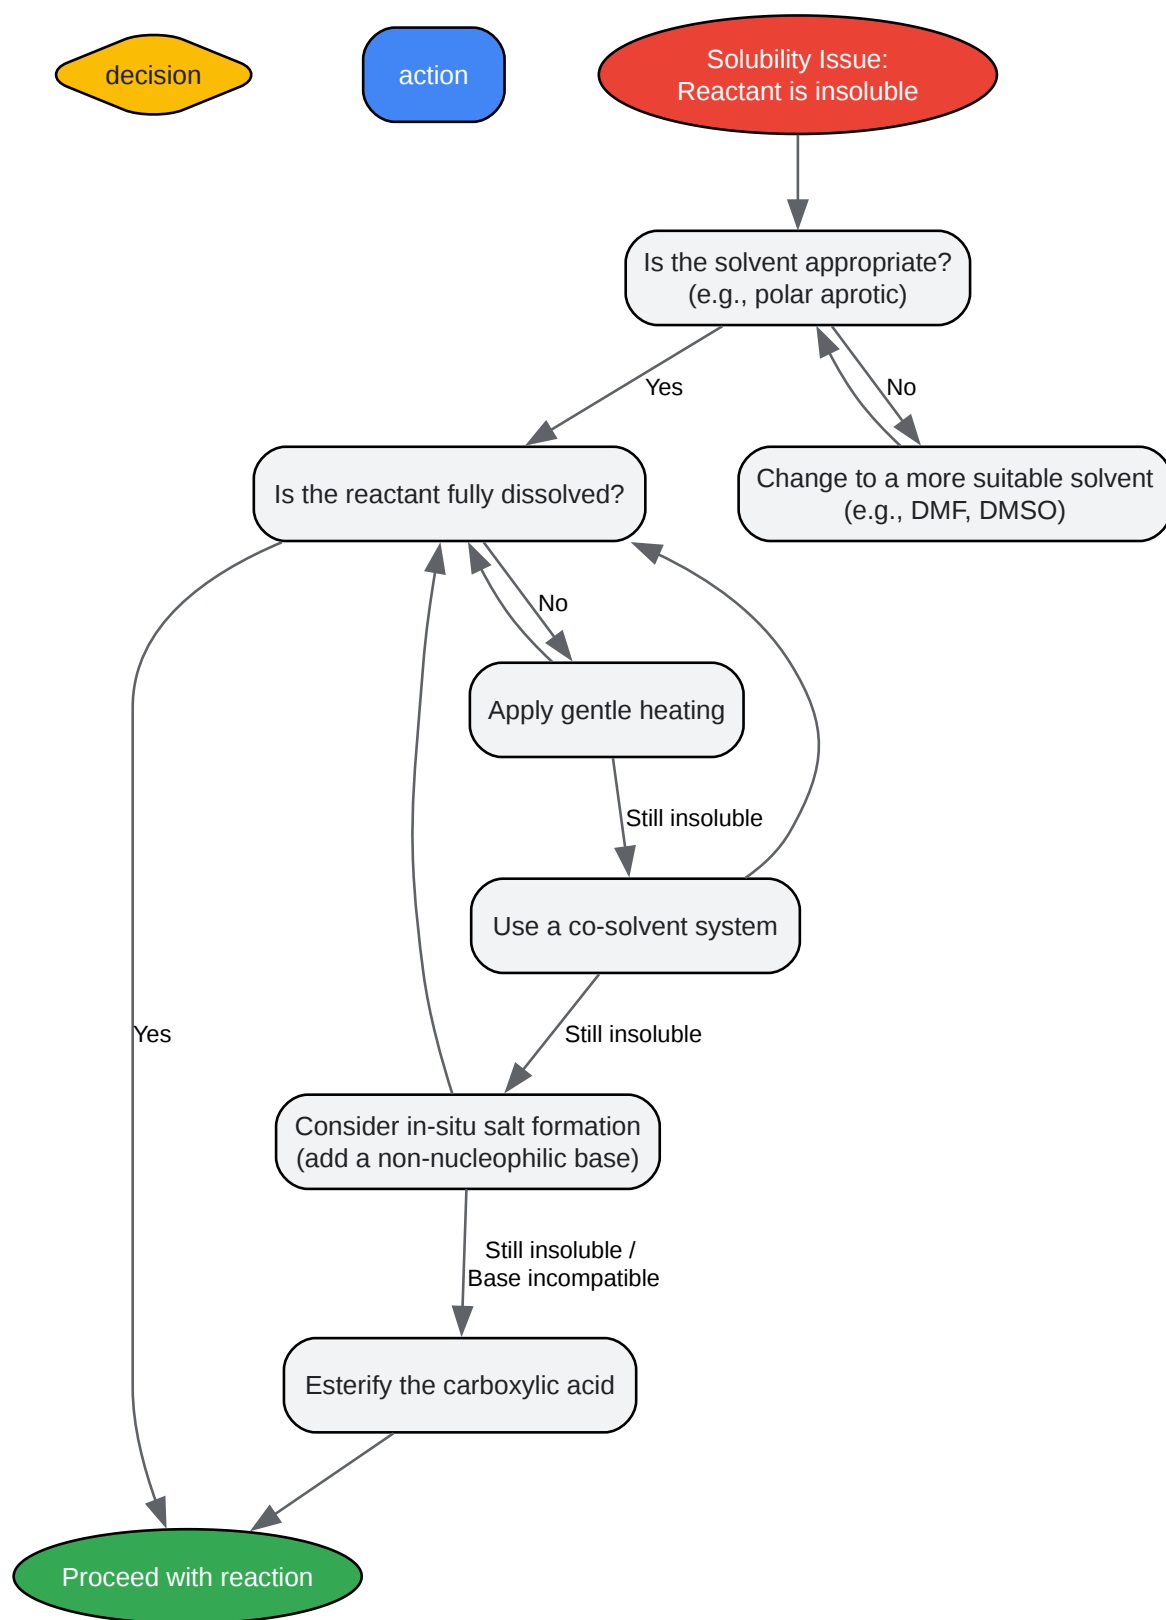 decision
action
Solubility Issue:
Reactant is insoluble
Is the solvent appropriate?
(e.g., polar aprotic)
Yes
No
Is the reactant fully dissolved?
Change to a more suitable solvent
(e.g., DMF, DMSO)
No
Apply gentle heating
Still insoluble
Use a co-solvent system
Yes
Still insoluble
Consider in-situ salt formation
(add a non-nucleophilic base)
Still insoluble /
Base incompatible
Esterify the carboxylic acid
Proceed with reaction